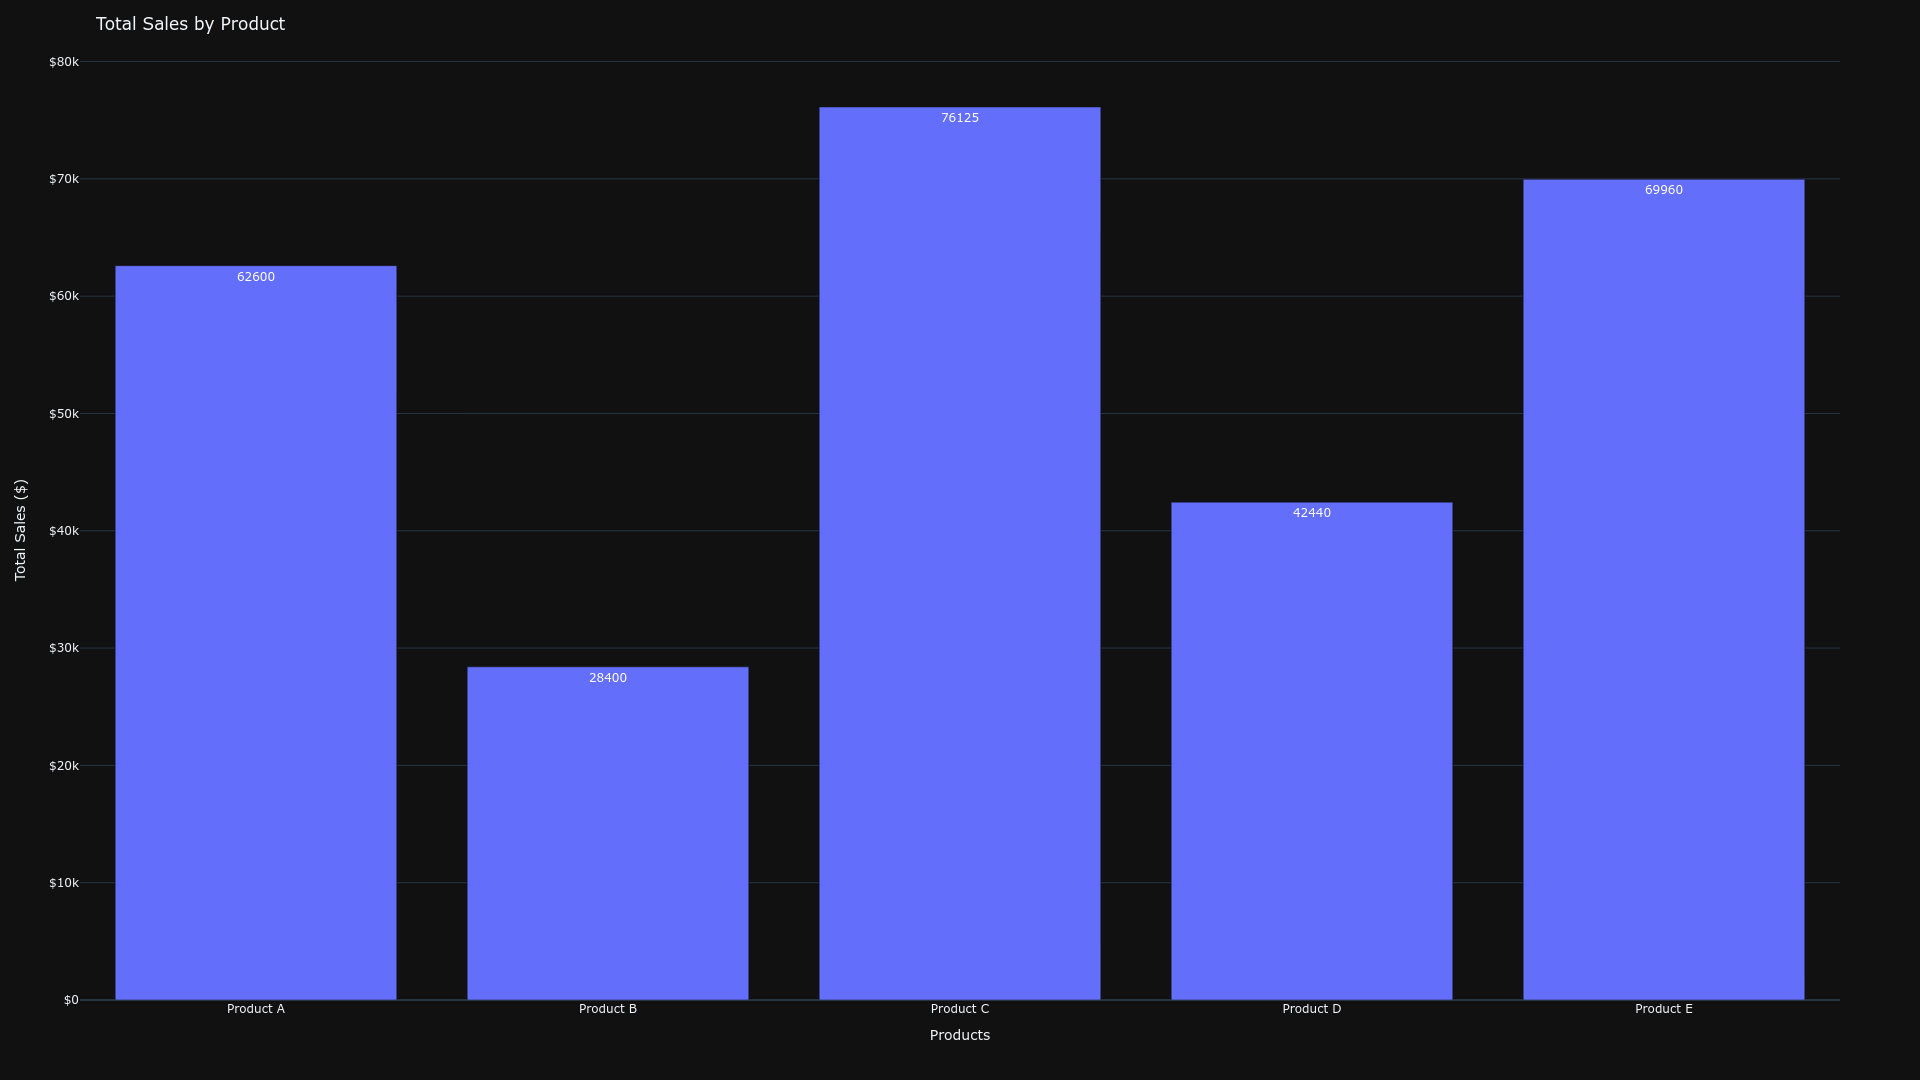 Total Sales by Product
$80k
$70k
$60k
$50k
$40k
$30k
$20k
$10k
$0
Total Sales ($)
62600
28400
76125
42440
69960
Product A
Product B
Product C
Product D
Product E
Products